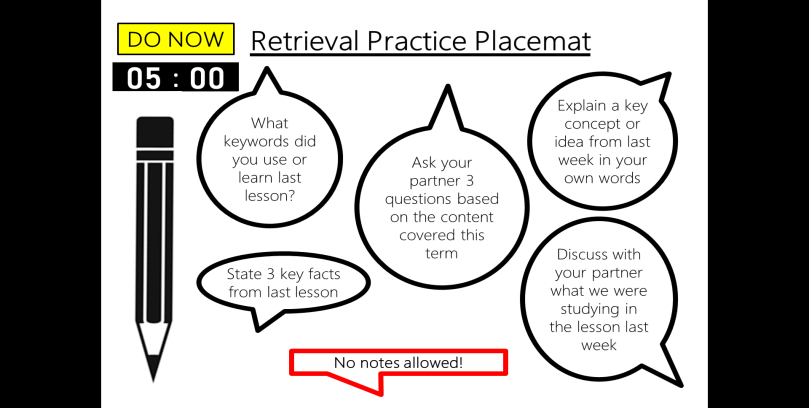 DO NOW
Retrieval Practice Placemat
05 : 00
What
keywords did
you use or
learn last
lesson?
Ask your
partner 3
questions based
on the content
covered this
term
Explain a key
concept or
idea from last
week in your
own words
State 3 key facts
from last lesson
Discuss with
your partner
what we were
studying in
the lesson last
week
No notes allowed!